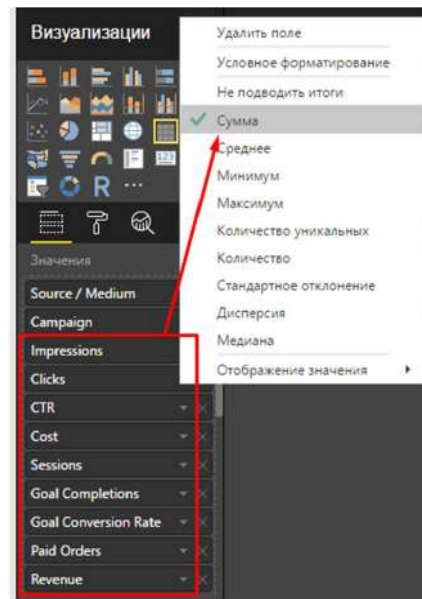 Визуализации
R
123
Значения
Source / Medium
Campaign
Impressions
Clicks
CTR
Cost
Sessions
Goal Completions
Goal Conversion Rate
Paid Orders
Revenue
Удалить поле
Условное форматирование
Не подводить итоги
Сумма
Среднее
Минимум
Максимум
Количество уникальных
Количество
Стандартное отклонение
Дисперсия
Медиана
Отображение значения